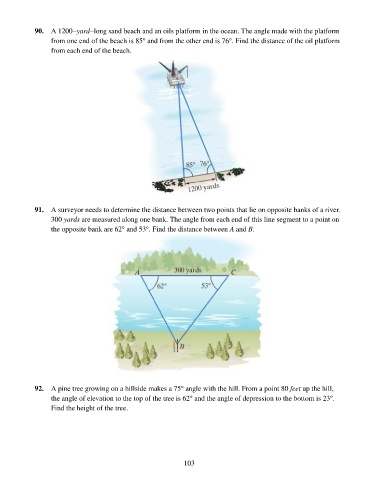 90. A 1200–yard–long sand beach and an oils platform in the ocean. The angle made with the platform
from one end of the beach is 85° and from the other end is 76°. Find the distance of the oil platform
from each end of the beach.
85° 76°
1200 yards
91. A surveyor needs to determine the distance between two points that lie on opposite banks of a river.
300 yards are measured along one bank. The angle from each end of this line segment to a point on
the opposite bank are 62° and 53°. Find the distance between A and B.
A 300 yards C
62° 53°
B
92. A pine tree growing on a hillside makes a 75° angle with the hill. From a point 80 feet up the hill,
the angle of elevation to the top of the tree is 62° and the angle of depression to the bottom is 23°.
Find the height of the tree.
103